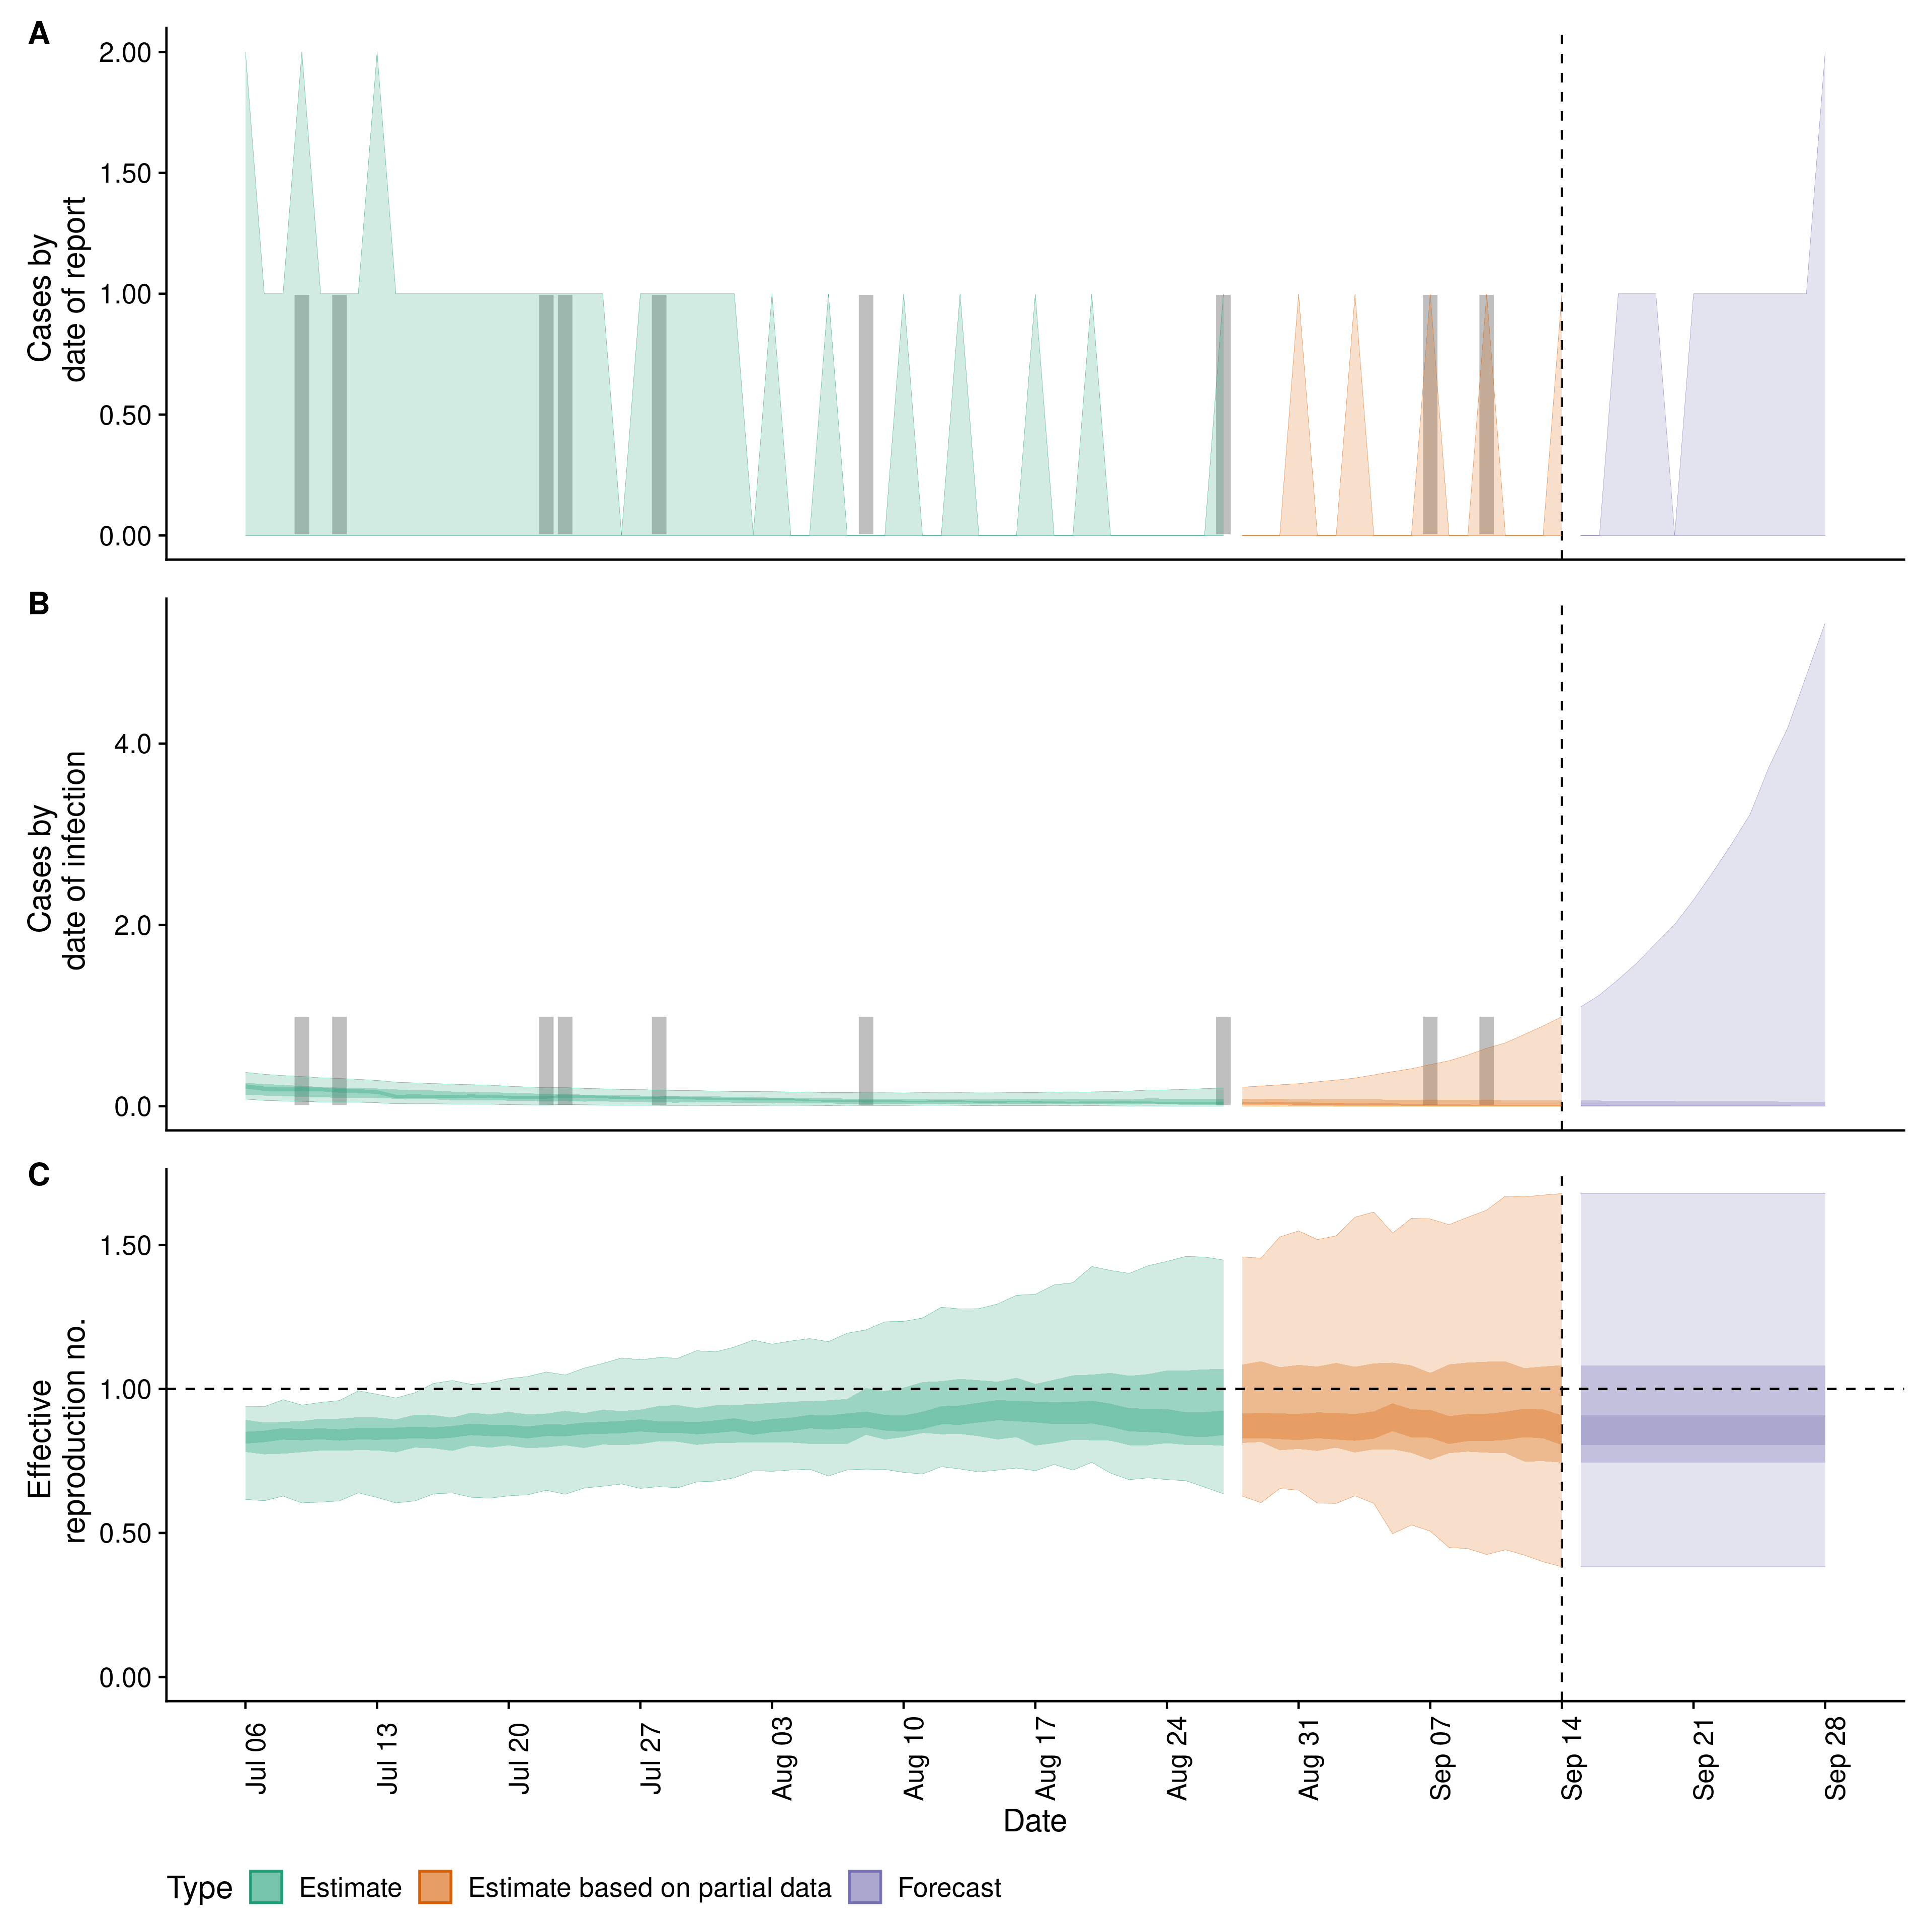 A
2.00
1.50
1.00
0.50
0.00
Cases by
date of report
B
4.0
2.0
0.0
Cases by
date of infection
C
1.50
1.00
0.50
0.00
Effective
reproduction no.
Jul 06
Jul 13
Jul 20
Jul 27
Aug 03
Aug 10
Aug 17
Aug 24
Aug 31
Sep 07
Sep 14
Sep 21
Sep 28
Date
Type Estimate Estimate based on partial data Forecast